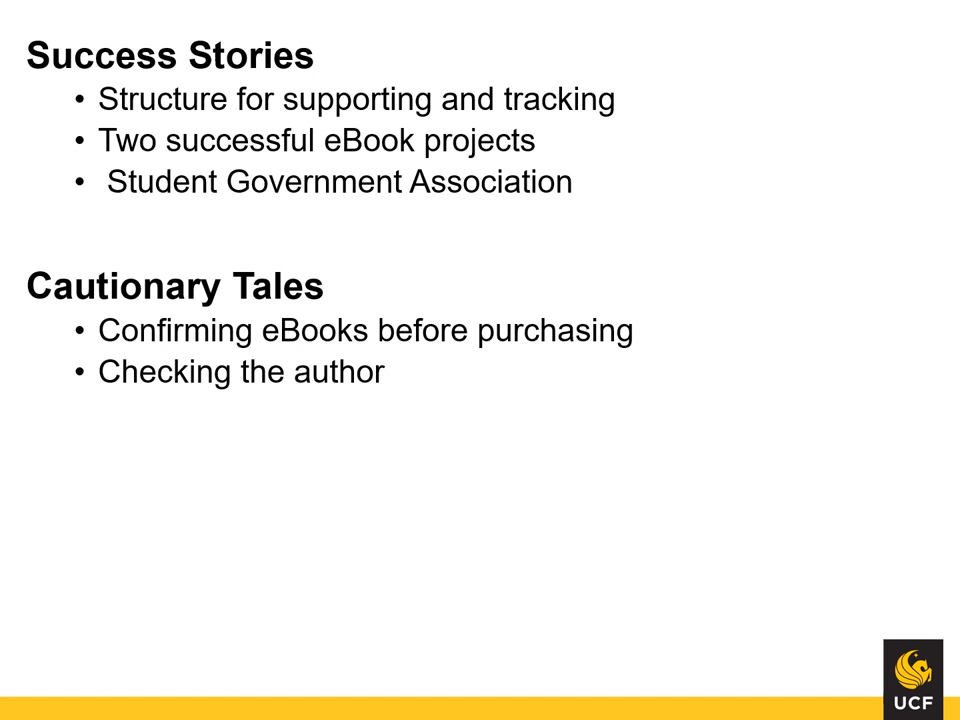 Success Stories
• Structure for supporting and tracking
• Two successful eBook projects
• Student Government Association
Cautionary Tales
• Confirming eBooks before purchasing
• Checking the author
UCF